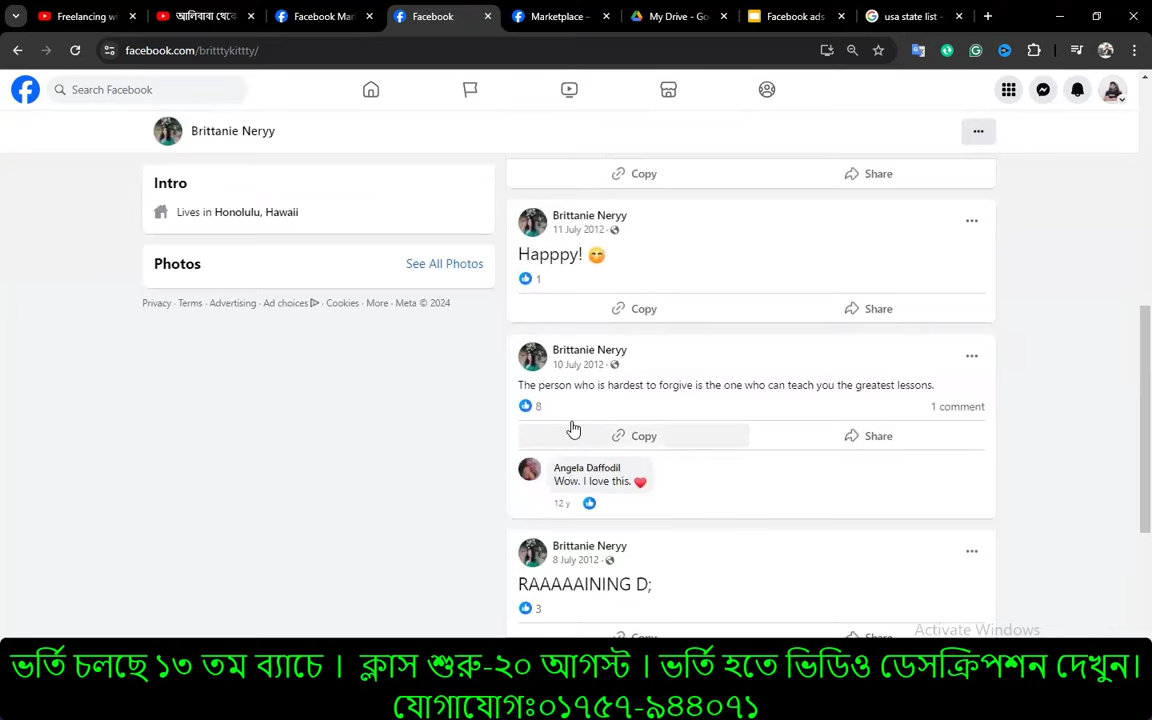 Freelancing wi
আলিবাবা থেকে
Facebook Mar
Facebook
Marketplace –
My Drive - Go
Facebook ads
usa state list -
facebook.com/britttykittty/
Search Facebook
Brittanie Neryy
Intro
Lives in Honolulu, Hawaii
Photos
See All Photos
Privacy · Terms · Advertising · Ad choices · Cookies · More · Meta © 2024
Copy
Share
Brittanie Neryy
11 July 2012 ·
Happpy! 😊
1
Copy
Share
Brittanie Neryy
10 July 2012 ·
The person who is hardest to forgive is the one who can teach you the greatest lessons.
8
1 comment
Copy
Share
Angela Daffodil
Wow. I love this. ❤
12 y
Brittanie Neryy
8 July 2012 ·
RAAAAAINING D;
3
Copy
Share
Activate Windows
ভর্তি চলছে ১৩ তম ব্যাচে । ক্লাস শুরু-২০ আগস্ট । ভর্তি হতে ভিডিও ডেসক্রিপশন দেখুন।
যোগাযোগঃ০১৭৫৭-৯৪৪০৭১